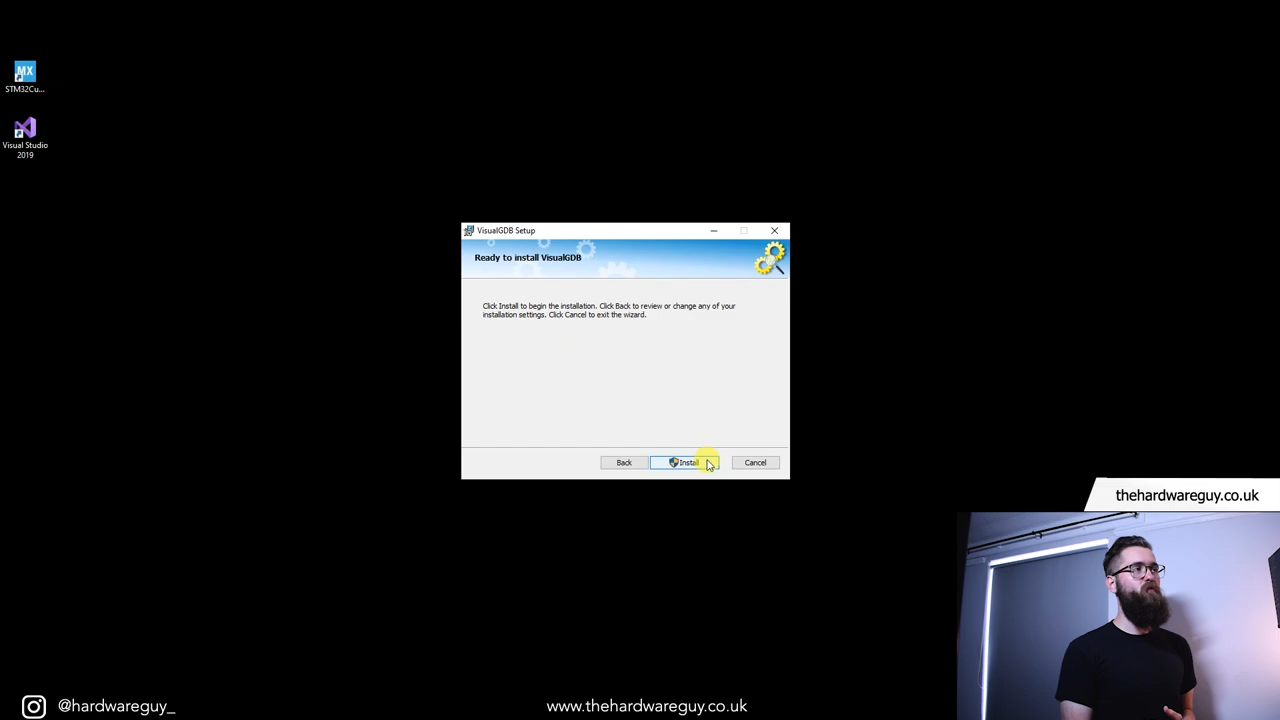 MX
STM32Cu...
Visual Studio
2019
VisualGDB Setup
Ready to install VisualGDB
Click Install to begin the installation. Click Back to review or change any of your
installation settings. Click Cancel to exit the wizard.
Back
Install
Cancel
thehardwareguy.co.uk
@hardwareguy_
www.thehardwareguy.co.uk